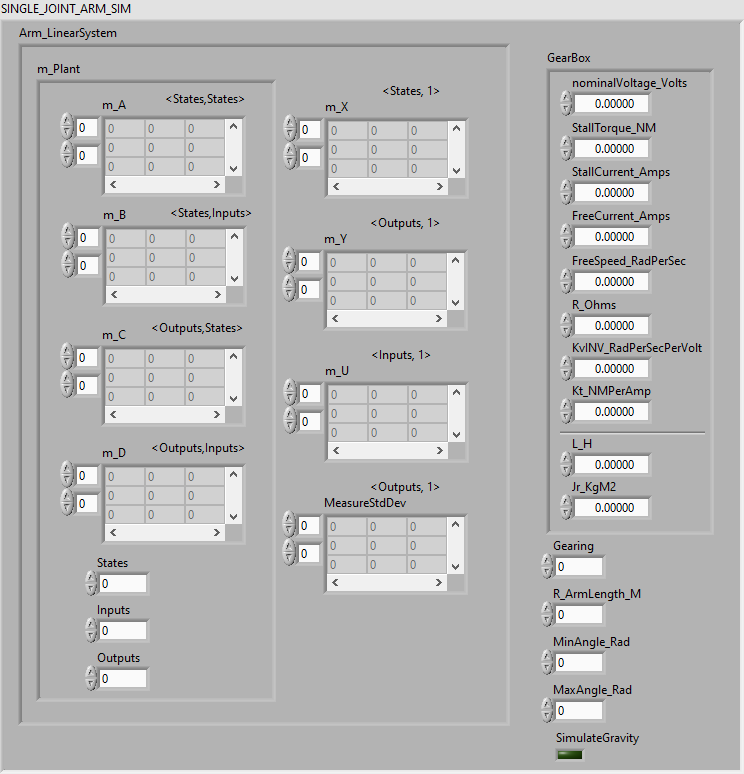 SINGLE_JOINT_ARM_SIM
Arm_LinearSystem
m_Plant
m_A <States,States>
0 0 0 0
0 0 0 0
0 0 0
m_B <States,Inputs>
0 0 0 0
0 0 0 0
0 0 0
m_C <Outputs,States>
0 0 0 0
0 0 0 0
0 0 0
m_D <Outputs,Inputs>
0 0 0 0
0 0 0 0
0 0 0
States
0
Inputs
0
Outputs
0
<States, 1>
m_X
0 0 0 0
0 0 0 0
0 0 0
<Outputs, 1>
m_Y
0 0 0 0
0 0 0 0
0 0 0
<Inputs, 1>
m_U
0 0 0 0
0 0 0 0
0 0 0
<Outputs, 1>
MeasureStdDev
0 0 0 0
0 0 0 0
0 0 0
GearBox
nominalVoltage_Volts
0.00000
StallTorque_NM
0.00000
StallCurrent_Amps
0.00000
FreeCurrent_Amps
0.00000
FreeSpeed_RadPerSec
0.00000
R_Ohms
0.00000
KvINV_RadPerSecPerVolt
0.00000
Kt_NMPerAmp
0.00000
L_H
0.00000
Jr_KgM2
0.00000
Gearing
0
R_ArmLength_M
0
MinAngle_Rad
0
MaxAngle_Rad
0
SimulateGravity